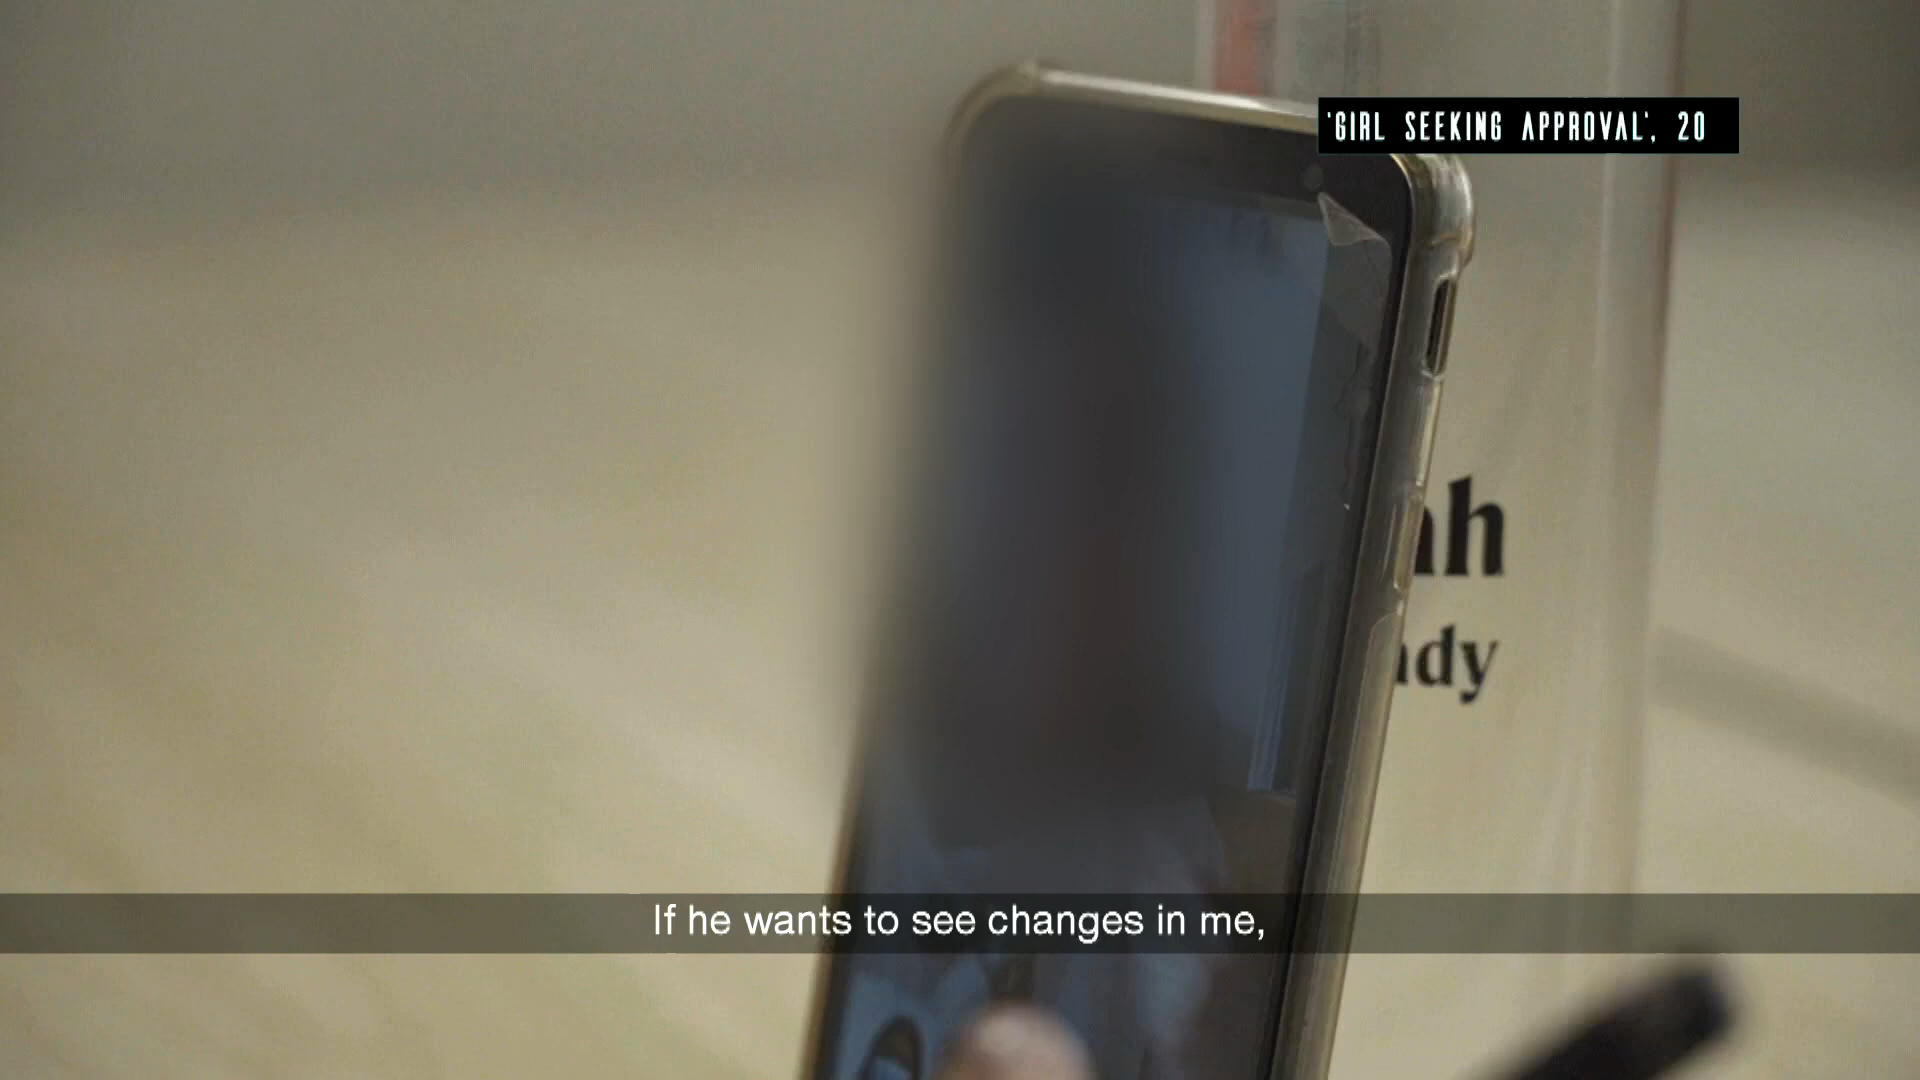 'GIRL SEEKING APPROVAL', 20
If he wants to see changes in me,